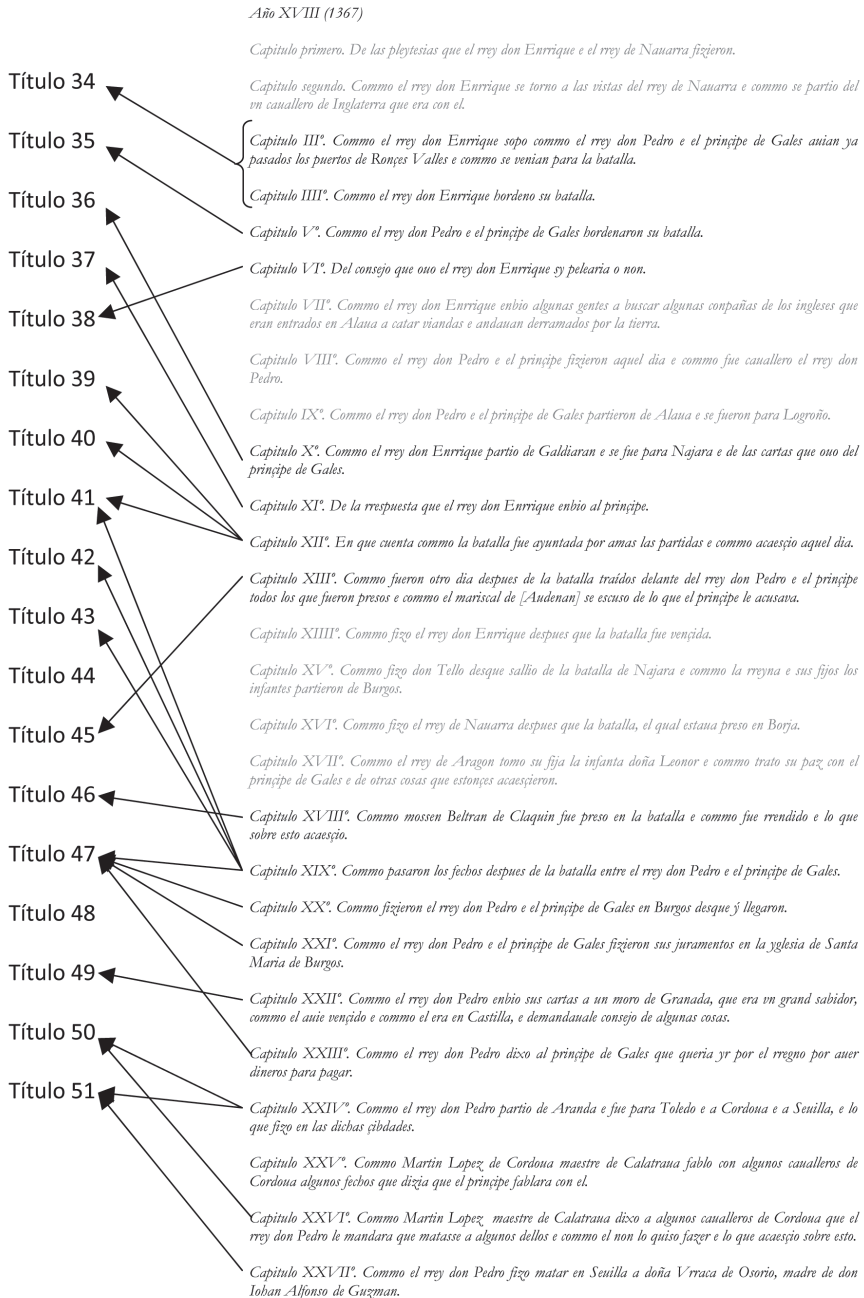 Año XVIII (1367)
Capitulo primero. De las pleytesias que el rrey don Enrrique e el rrey de Nauarra fizieron.
Título 34
Capitulo segundo. Commo el rrey don Enrrique se torno a las vistas del rrey de Nauarra e commo se partio del
vn cauallero de Inglaterra que era con el.
Título 35
Capitulo IIIº. Commo el rrey don Enrrique sopo commo el rrey don Pedro e el prinçipe de Gales auian ya
pasados los puertos de Ronçes Valles e commo se venian para la batalla.
Título 36
Capitulo IIIIº. Commo el rrey don Enrrique hordeno su batalla.
Capitulo Vº. Commo el rrey don Pedro e el prinçipe de Gales hordenaron su batalla.
Título 37
Capitulo VIº. Del consejo que ouo el rrey don Enrrique sy pelearia o non.
Título 38
Capitulo VIIº. Commo el rrey don Enrrique enbio algunas gentes a buscar algunas conpañas de los ingleses que
eran entrados en Alaua a catar viandas e andauan derramados por la tierra.
Título 39
Capitulo VIIIº. Commo el rrey don Pedro e el prinçipe fizieron aquel dia e commo fue cauallero el rrey don
Pedro.
Capitulo IXº. Commo el rrey don Pedro e el prinçipe de Gales partieron de Alaua e se fueron para Logroño.
Título 40
Capitulo Xº. Commo el rrey don Enrrique partio de Galdiaran e se fue para Najara e de las cartas que ouo del
prinçipe de Gales.
Título 41
Capitulo XIº. De la rrespuesta que el rrey don Enrrique enbio al prinçipe.
Capitulo XIIº. En que cuenta commo la batalla fue ayuntada por amas las partidas e commo acaesçio aquel dia.
Título 42
Capitulo XIIIº. Commo fueron otro dia despues de la batalla traídos delante del rrey don Pedro e el prinçipe
todos los que fueron presos e commo el mariscal de [Audenan] se escuso de lo que el prinçipe le acusava.
Título 43
Capitulo XIIIIº. Commo fizo el rrey don Enrrique despues que la batalla fue vençida.
Título 44
Capitulo XVº. Commo fizo don Tello desque sallio de la batalla de Najara e commo la rreyna e sus fijos los
infantes partieron de Burgos.
Título 45
Capitulo XVIº. Commo fizo el rrey de Nauarra despues que la batalla, el qual estaua preso en Borja.
Capitulo XVIIº. Commo el rrey de Aragon tomo su fija la infanta doña Leonor e commo trato su paz con el
prinçipe de Gales e de otras cosas que estonçes acaesçieron.
Título 46
Capitulo XVIIIº. Commo mossen Beltran de Claquin fue preso en la batalla e commo fue rrendido e lo que
sobre esto acaesçio.
Título 47
Capitulo XIXº. Commo pasaron los fechos despues de la batalla entre el rrey don Pedro e el prinçipe de Gales.
Título 48
Capitulo XXº. Commo fizieron el rrey don Pedro e el prinçipe de Gales en Burgos desque ý llegaron.
Capitulo XXIº. Commo el rrey don Pedro e el prinçipe de Gales fizieron sus juramentos en la yglesia de Santa
Maria de Burgos.
Título 49
Capitulo XXIIº. Commo el rrey don Pedro enbio sus cartas a un moro de Granada, que era vn grand sabidor,
commo el auie vençido e commo el era en Castilla, e demandauale consejo de algunas cosas.
Título 50
Capitulo XXIIIº. Commo el rrey don Pedro dixo al prinçipe de Gales que queria yr por el rregno por auer
dineros para pagar.
Título 51
Capitulo XXIVº. Commo el rrey don Pedro partio de Aranda e fue para Toledo e a Cordoua e a Seuilla, e lo
que fizo en las dichas çibdades.
Capitulo XXVº. Commo Martin Lopez de Cordoua maestre de Calatraua fablo con algunos caualleros de
Cordoua algunos fechos que dizia que el prinçipe fablara con el.
Capitulo XXVIº. Commo Martin Lopez maestre de Calatraua dixo a algunos caualleros de Cordoua que el
rrey don Pedro le mandara que matasse a algunos dellos e commo el non lo quiso fazer e lo que acaesçio sobre esto.
Capitulo XXVIIº. Commo el rrey don Pedro fizo matar en Seuilla a doña Vrraca de Osorio, madre de don
Iohan Alfonso de Guzman.